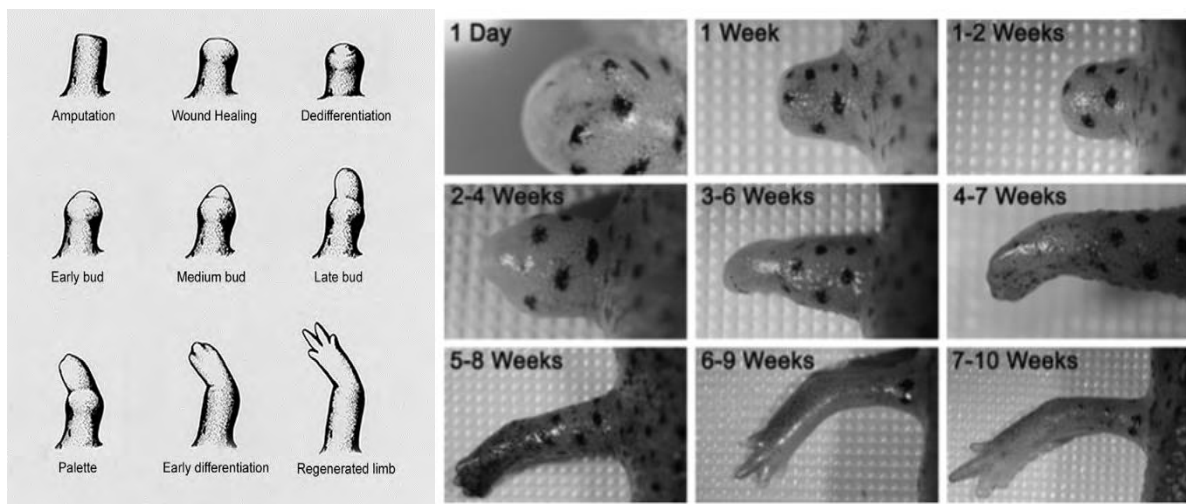 Amputation
Wound Healing
Dedifferentiation
Early bud
Medium bud
Late bud
Palette
Early differentiation
Regenerated limb
1 Day
1 Week
1-2 Weeks
2-4 Weeks
3-6 Weeks
4-7 Weeks
5-8 Weeks
6-9 Weeks
7-10 Weeks